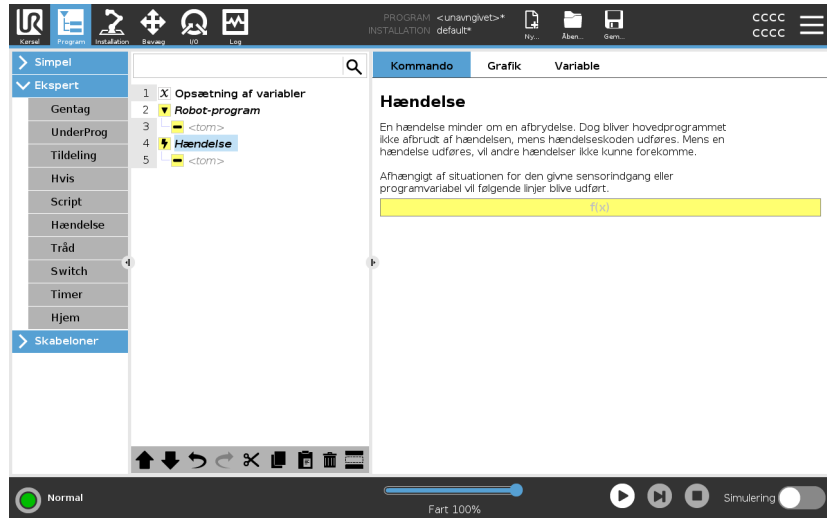 UR
Kørsel
Program
Installation
Bevæg
I/O
Log
PROGRAM <unavngivet>*
INSTALLATION default*
Ny...
Åben...
Gem...
CCCC
CCCC
Simpel
Ekspert
Gentag
UnderProg
Tildeling
Hvis
Script
Hændelse
Tråd
Switch
Timer
Hjem
Skabeloner
1 X Opsætning af variabler
2 Robot-program
3 <tom>
4 Hændelse
5 <tom>
Kommando Grafik Variable
Hændelse
En hændelse minder om en afbrydelse. Dog bliver hovedprogrammet
ikke afbrudt af hændelsen, mens hændelseskoden udføres. Mens en
hændelse udføres, vil andre hændelser ikke kunne forekomme.
Afhængigt af situationen for den givne sensorindgang eller
programvariabel vil følgende linjer blive udført.
f(x)
Normal
Fart 100%
Simulering